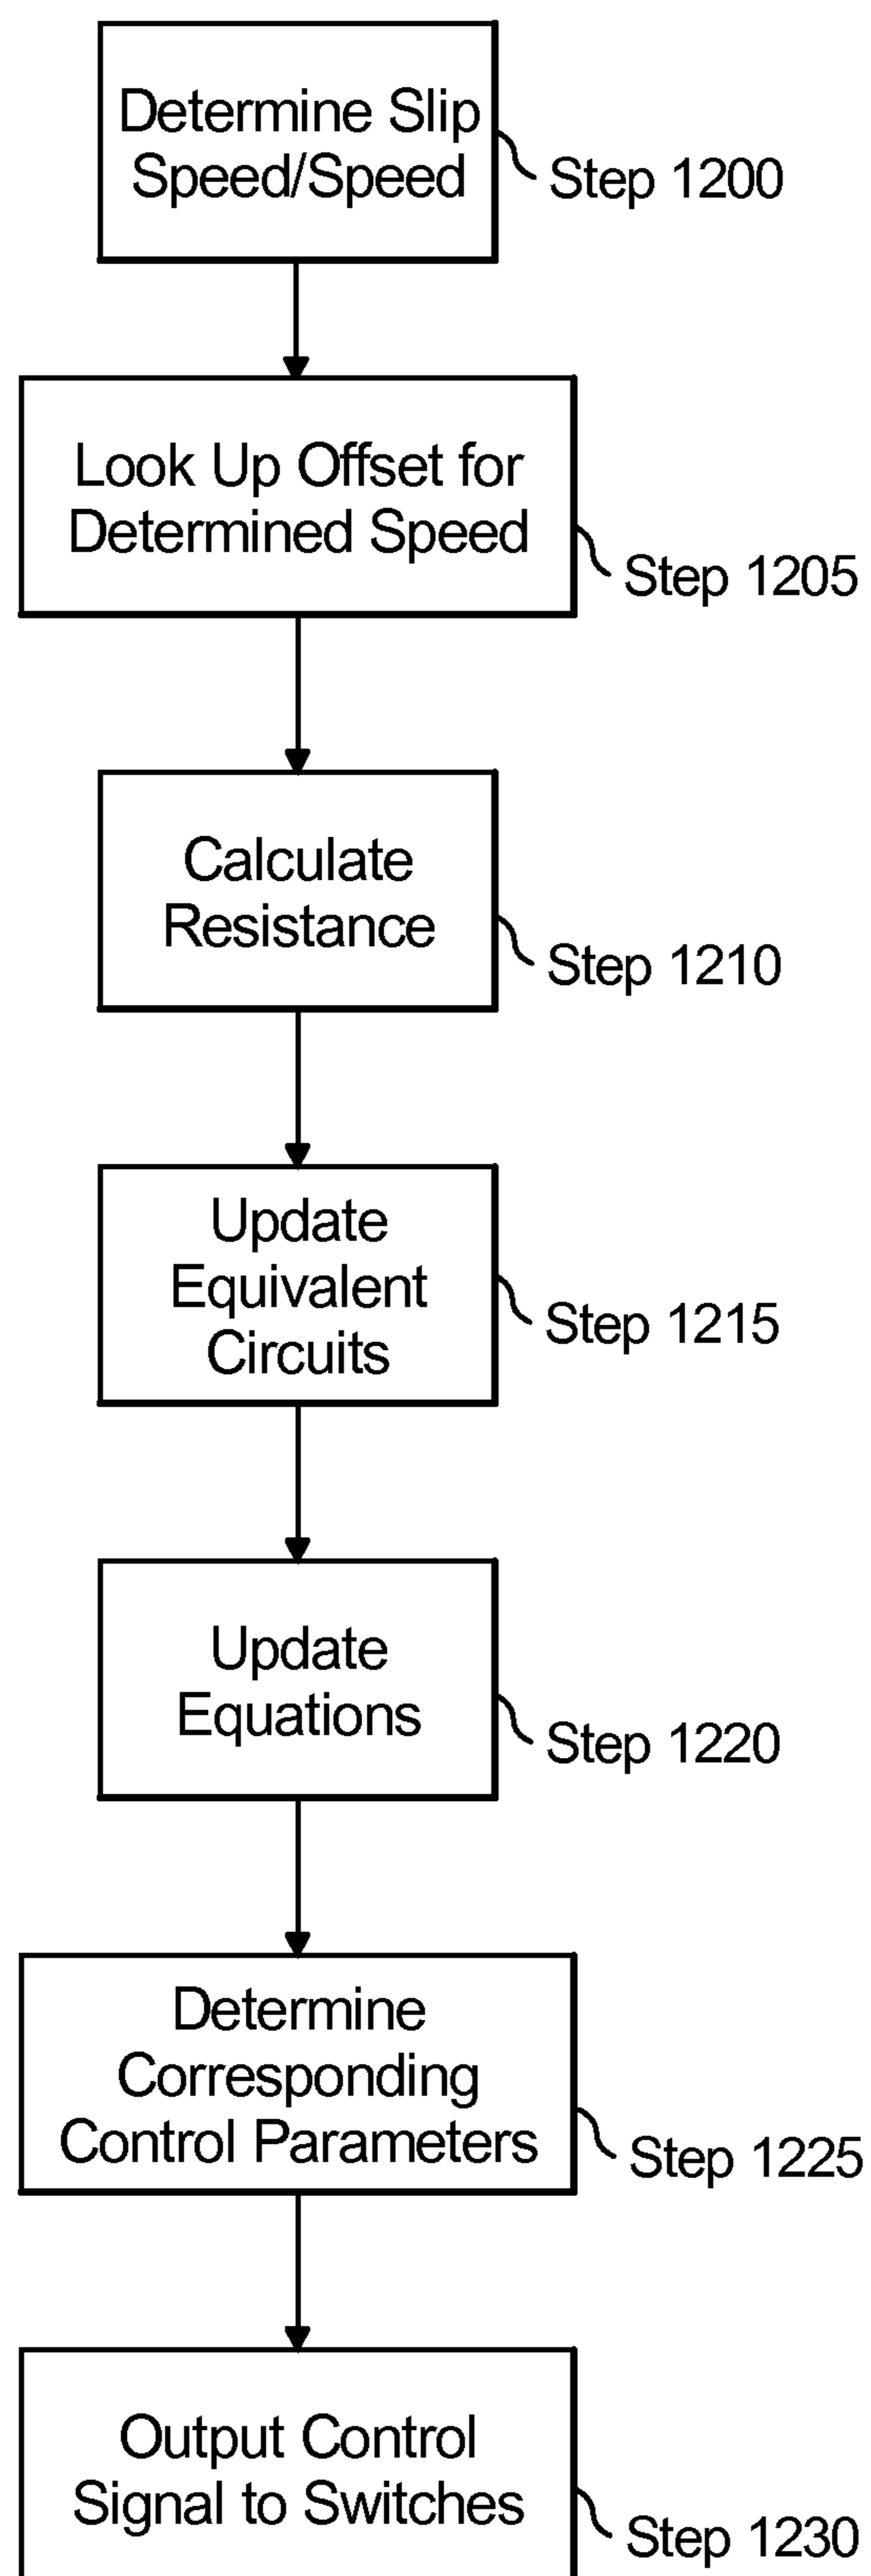 Determine Slip
Speed/Speed
Step 1200
Look Up Offset for
Determined Speed
Step 1205
Calculate
Resistance
Step 1210
Update
Equivalent
Circuits
Step 1215
Update
Equations
Step 1220
Determine
Corresponding
Control Parameters
Step 1225
Output Control
Signal to Switches
Step 1230